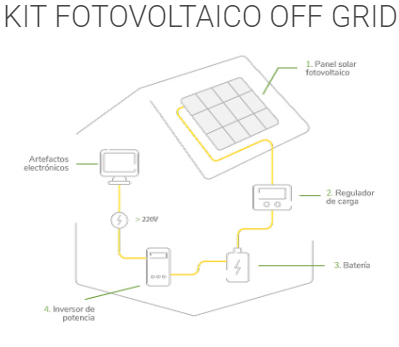 KIT FOTOVOLTAICO OFF GRID
1. Panel solar
fotovoltaico
Artefactos
electrónicos
2. Regulador
de carga
> 220V
3. Batería
4. Inversor de
potencia